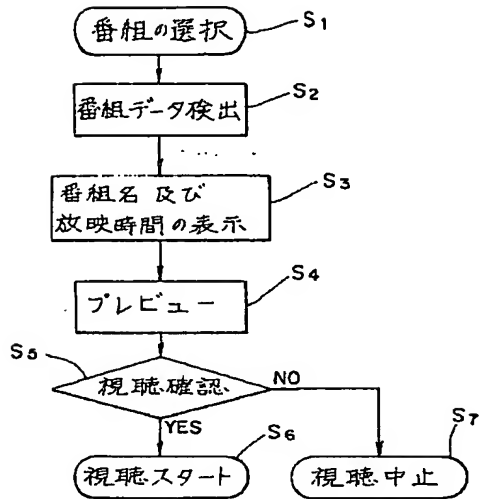 番組の選択
S1
番組データ検出
S2
番組名 及び
放映時間の表示
S3
プレビュー
S4
S5
視聴確認
NO
YES
視聴スタート
S6
視聴中止
S7